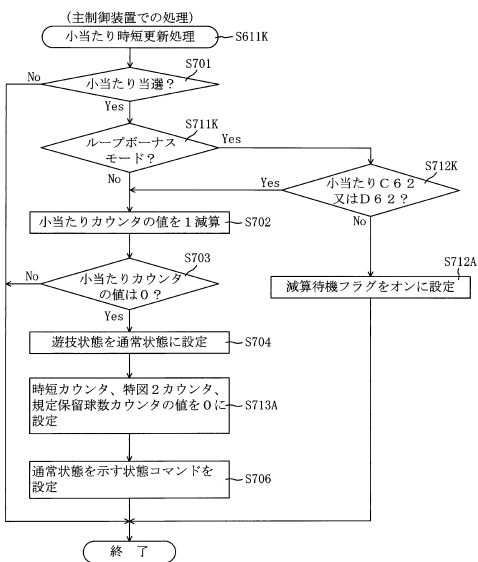 (主制御装置での処理)
小当たり時短更新処理
S611K
S701
小当たり当選?
No
Yes
S711K
ループボーナス
モード?
Yes
No
S712K
小当たりC62
又はD62?
Yes
No
小当たりカウンタの値を1減算
S702
S703
小当たりカウンタ
の値は0?
No
Yes
S712A
減算待機フラグをオンに設定
遊技状態を通常状態に設定
S704
時短カウンタ、特図2カウンタ、
規定保留球数カウンタの値を0に
設定
S713A
通常状態を示す状態コマンドを
設定
S706
終 了